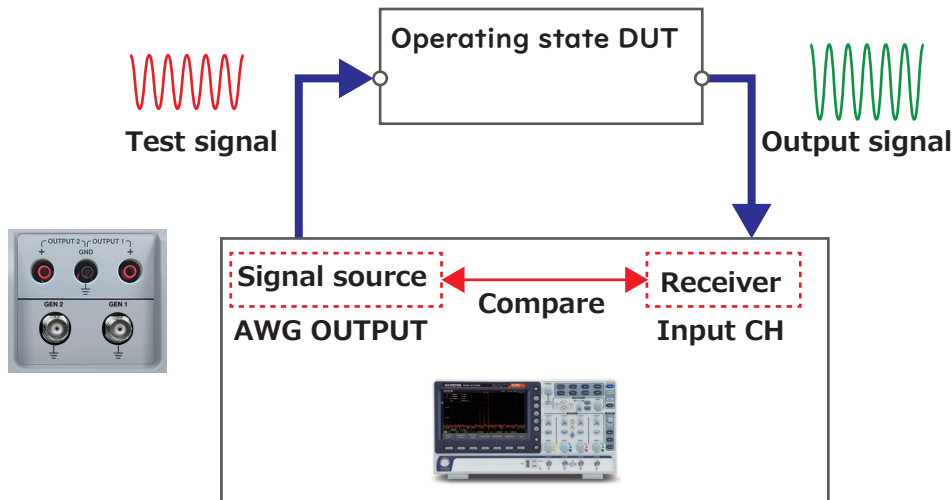 Operating state DUT
Test signal
Output signal
OUTPUT 2 OUTPUT 1
+ GND +
GEN 2 GEN 1
Signal source
Compare
Receiver
AWG OUTPUT
Input CH